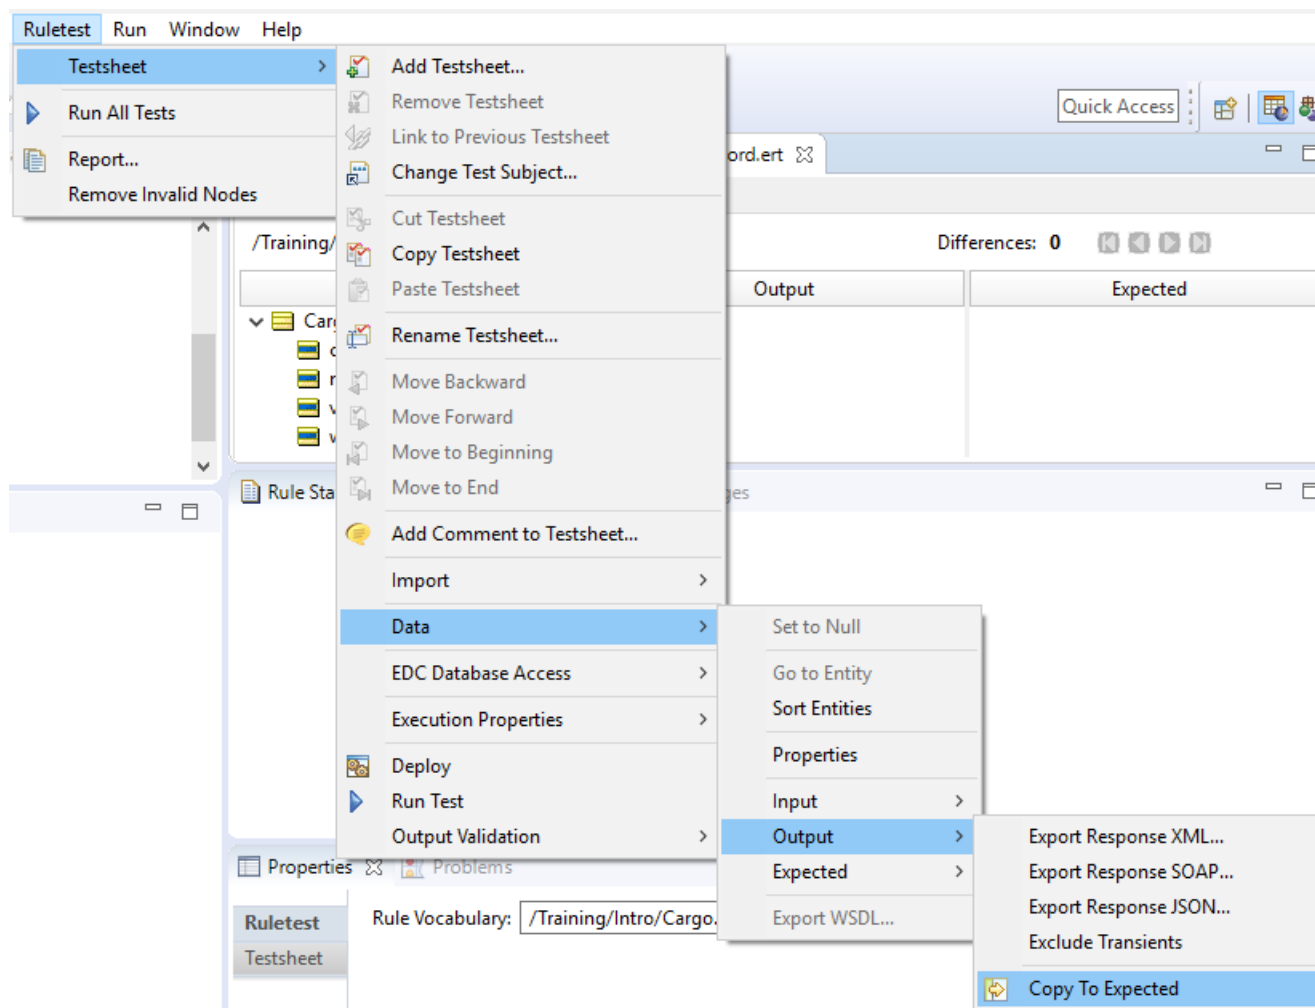 Ruletest Run Window Help
Testsheet
Run All Tests
Report...
Remove Invalid Nodes
Add Testsheet...
Remove Testsheet
Link to Previous Testsheet
Change Test Subject...
Cut Testsheet
Copy Testsheet
Paste Testsheet
Rename Testsheet...
Move Backward
Move Forward
Move to Beginning
Move to End
Add Comment to Testsheet...
Import
Data
EDC Database Access
Execution Properties
Deploy
Run Test
Output Validation
Set to Null
Go to Entity
Sort Entities
Properties
Input
Output
Expected
Export WSDL...
Export Response XML...
Export Response SOAP...
Export Response JSON...
Exclude Transients
Copy To Expected
Quick Access
ord.ert
/Training/
Differences: 0
Output Expected
Rule Sta
Properties Problems
Ruletest
Testsheet
Rule Vocabulary: /Training/Intro/Cargo.